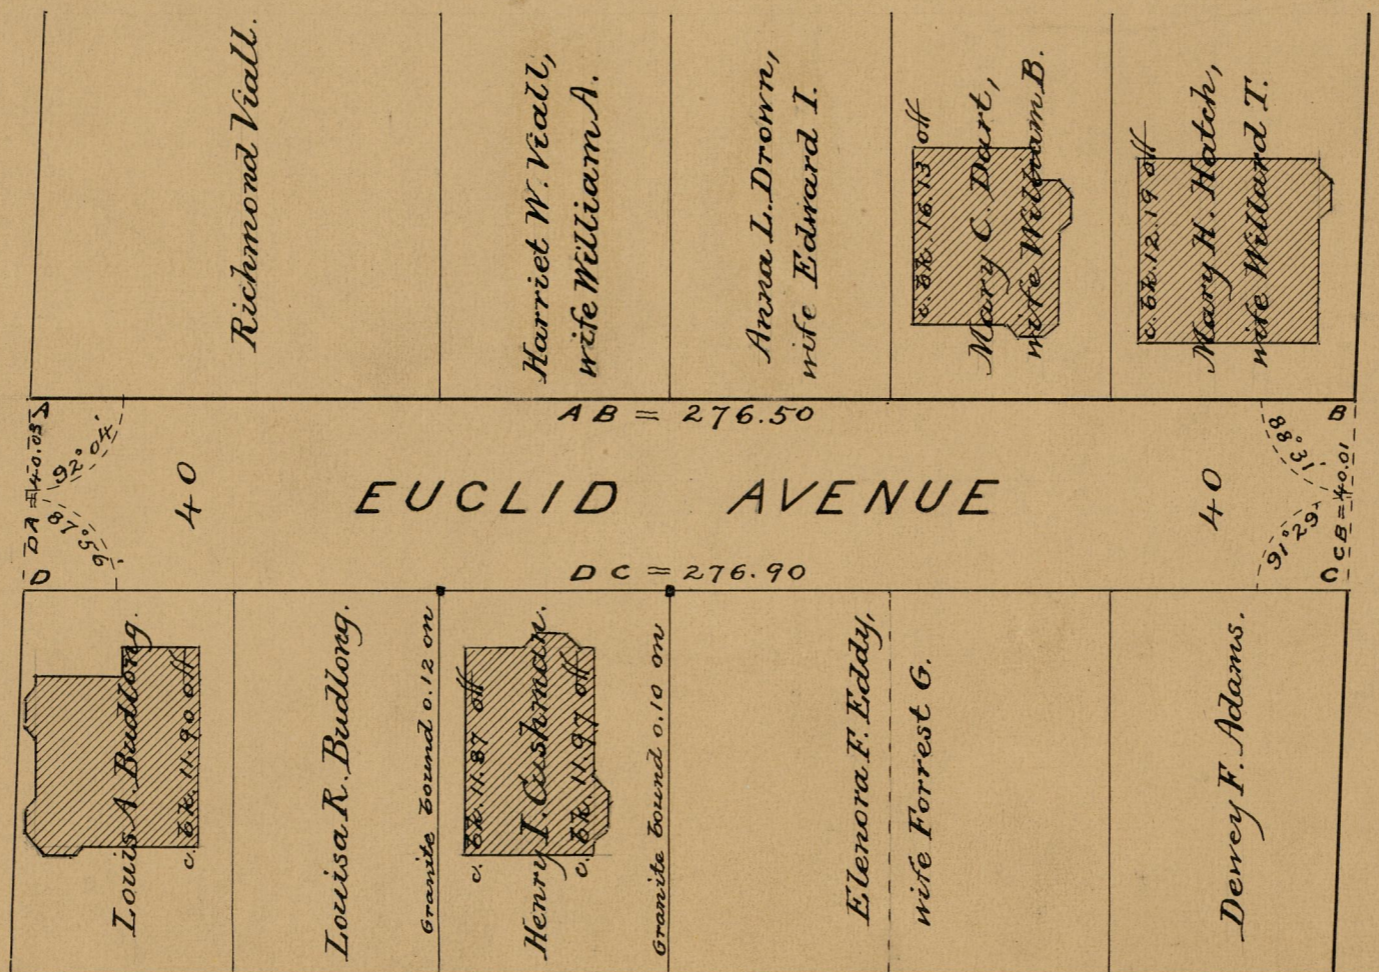 Richmond Viall.
Harriet W. Viall,
wife William A.
Anna L. Drown,
wife Edward I.
c. bk. 16.13 off
Mary C. Dart,
wife William B.
c. bk. 12.19 off
Mary H. Hatch,
wife Willard T.
A
AB = 276.50
B
DA = 40.03
92° 04'
87° 56'
40
EUCLID AVENUE
40
88° 31'
91° 29'
CB = 40.01
D
DC = 276.90
C
Louis A. Budlong.
c. bk. 11.90 off
Louisa R. Budlong.
Granite bound 0.12 on
c. bk. 11.87 off
Henry I. Cushman.
c. bk. 11.97 off
Granite bound 0.10 on
Elenora F. Eddy,
wife Forrest G.
Dewey F. Adams.